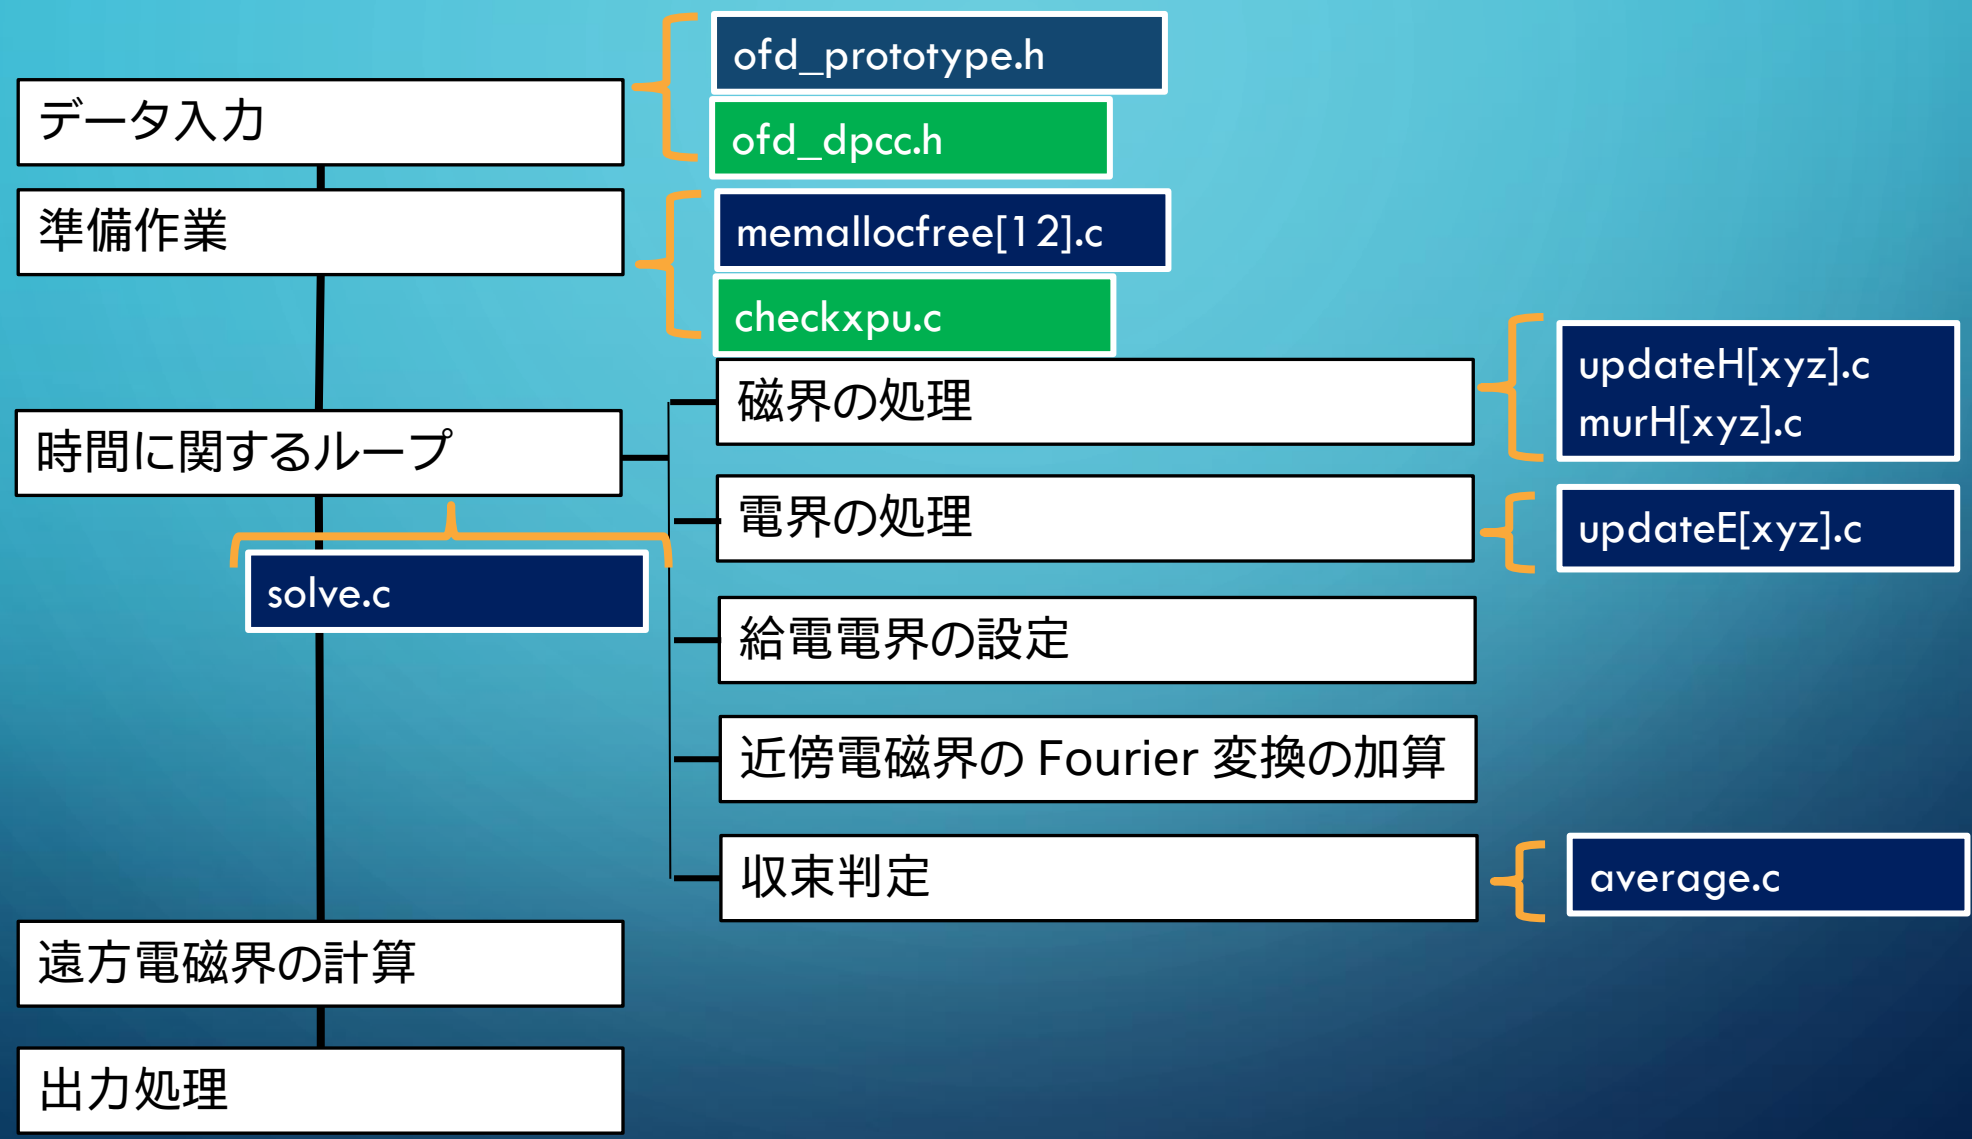 ofd_prototype.h
データ入力
ofd_dpcc.h
準備作業
memallocfree[12].c
checkxpu.c
磁界の処理
updateH[xyz].c
murH[xyz].c
時間に関するループ
電界の処理
updateE[xyz].c
solve.c
給電電界の設定
近傍電磁界の Fourier 変換の加算
収束判定
average.c
遠方電磁界の計算
出力処理